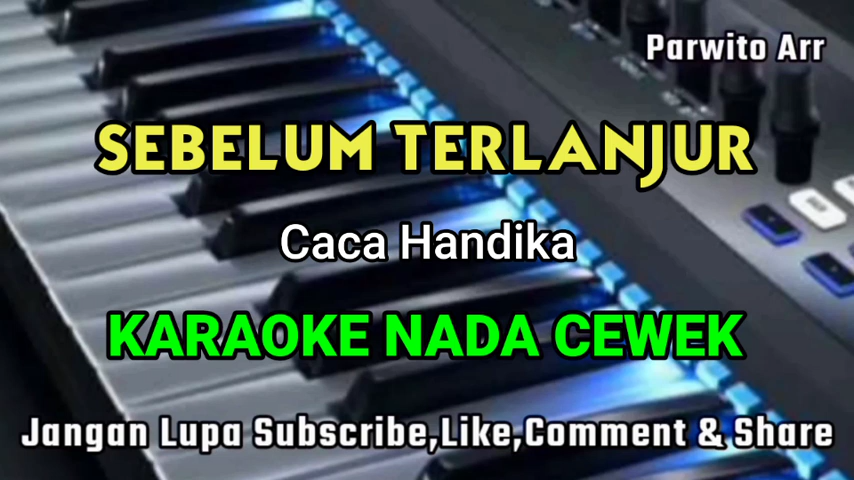 Parwito Arr
SEBELUM TERLANJUR
Caca Handika
KARAOKE NADA CEWEK
Jangan Lupa Subscribe,Like,Comment & Share